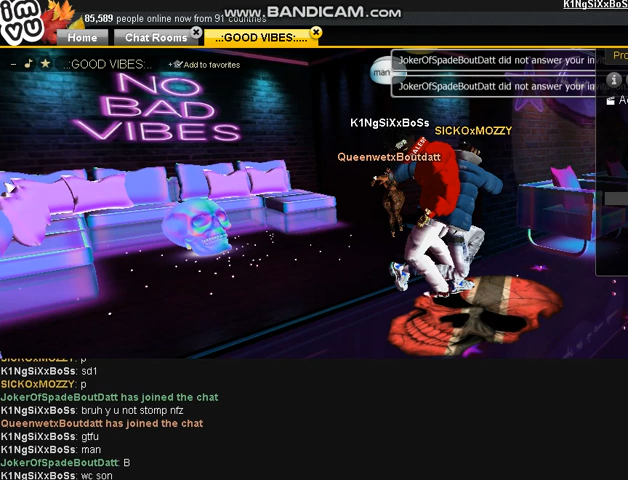 WWW.BANDICAM.COM
K1NgSiXxBoSs
imvu
85,589 people online now from 91 countries
Home
Chat Rooms
..:GOOD VIBES:....
Pro
..:GOOD VIBES:..
Add to favorites
JokerOfSpadeBoutDatt did not answer your in
man
JokerOfSpadeBoutDatt did not answer your in
NO
BAD
VIBES
K1NgSiXxBoSs
SICKOxMOZZY
QueenwetxBoutdatt
SICKOxMOZZY: p
K1NgSiXxBoSs: sd1
SICKOxMOZZY: p
JokerOfSpadeBoutDatt has joined the chat
K1NgSiXxBoSs: bruh y u not stomp nfz
QueenwetxBoutdatt has joined the chat
K1NgSiXxBoSs: gtfu
K1NgSiXxBoSs: man
JokerOfSpadeBoutDatt: B
K1NgSiXxBoSs: wc son